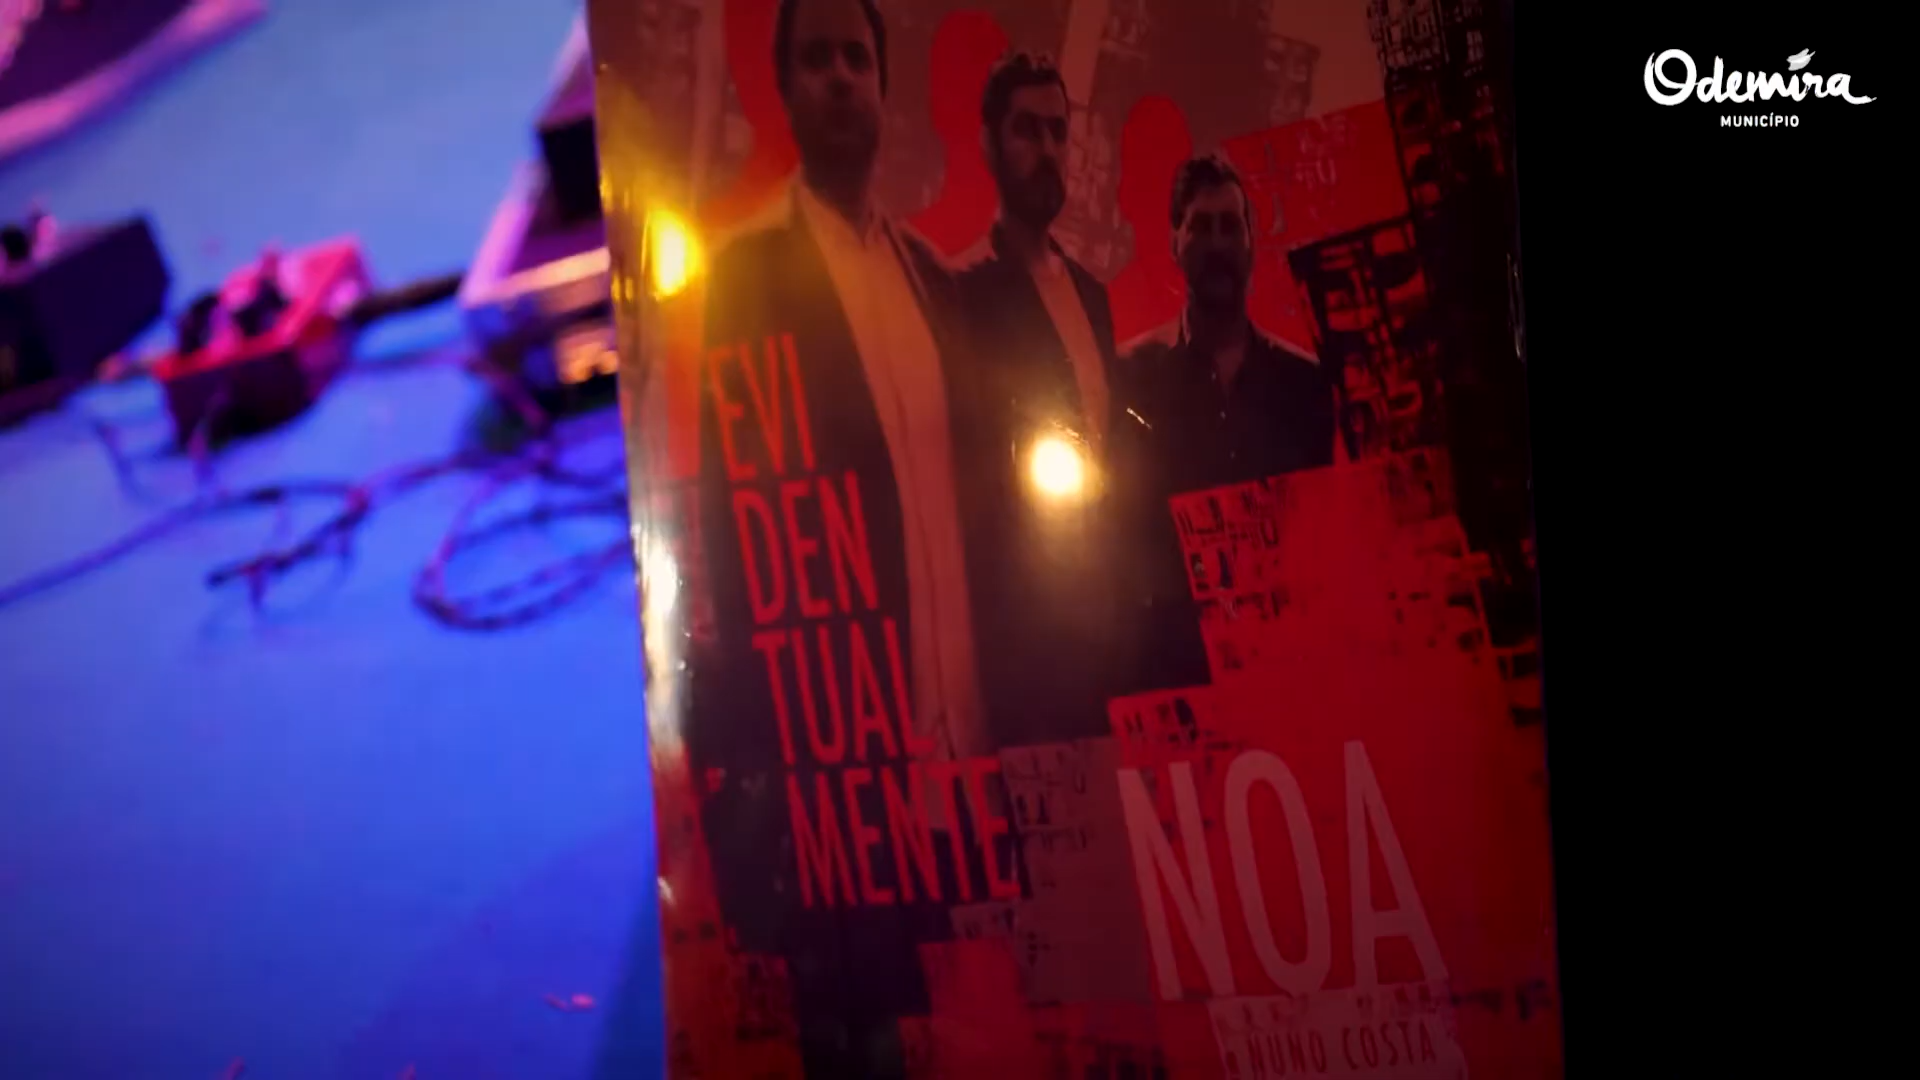 Odemira
MUNICÍPIO
EVI
DEN
TUAL
MENTE
NOA
NUNO COSTA